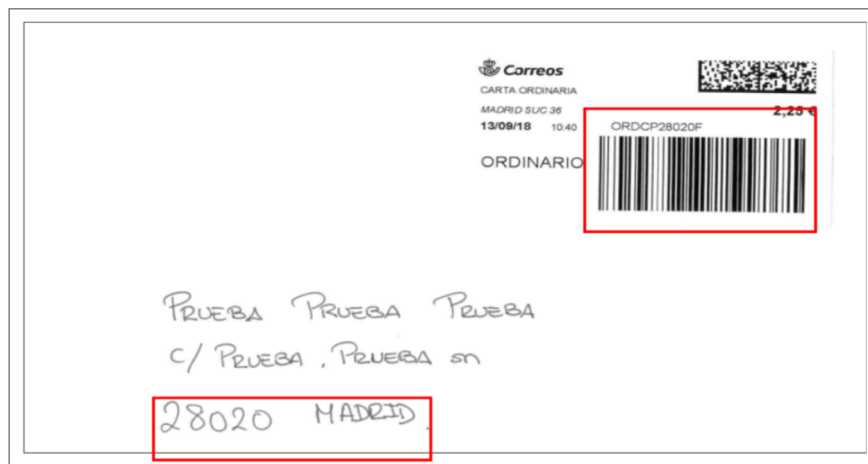 Correos
CARTA ORDINARIA
MADRID SUC 36
2,25 €
13/09/18 10:40 ORDCP28020F
ORDINARIO
PRUEBA PRUEBA PRUEBA
C/ PRUEBA, PRUEBA sn
28020 MADRID.